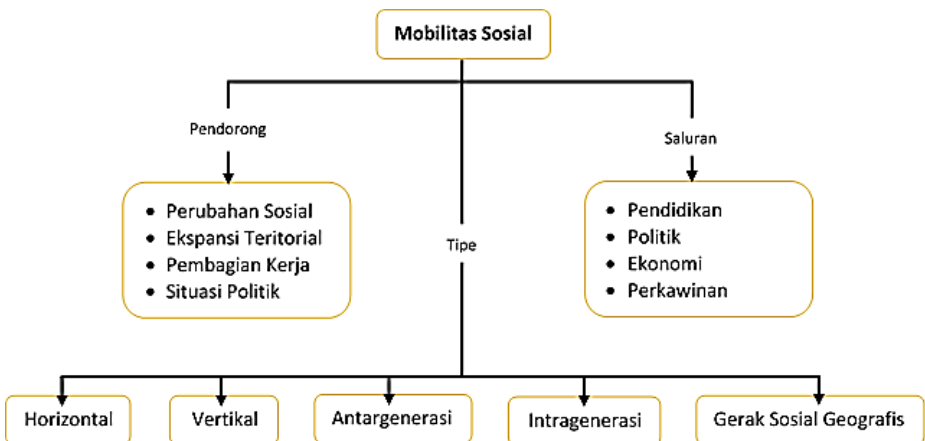 Mobilitas Sosial
Pendorong
Saluran
• Perubahan Sosial
• Ekspansi Teritorial
• Pembagian Kerja
• Situasi Politik
Tipe
• Pendidikan
• Politik
• Ekonomi
• Perkawinan
Horizontal
Vertikal
Antargenerasi
Intragenerasi
Gerak Sosial Geografis